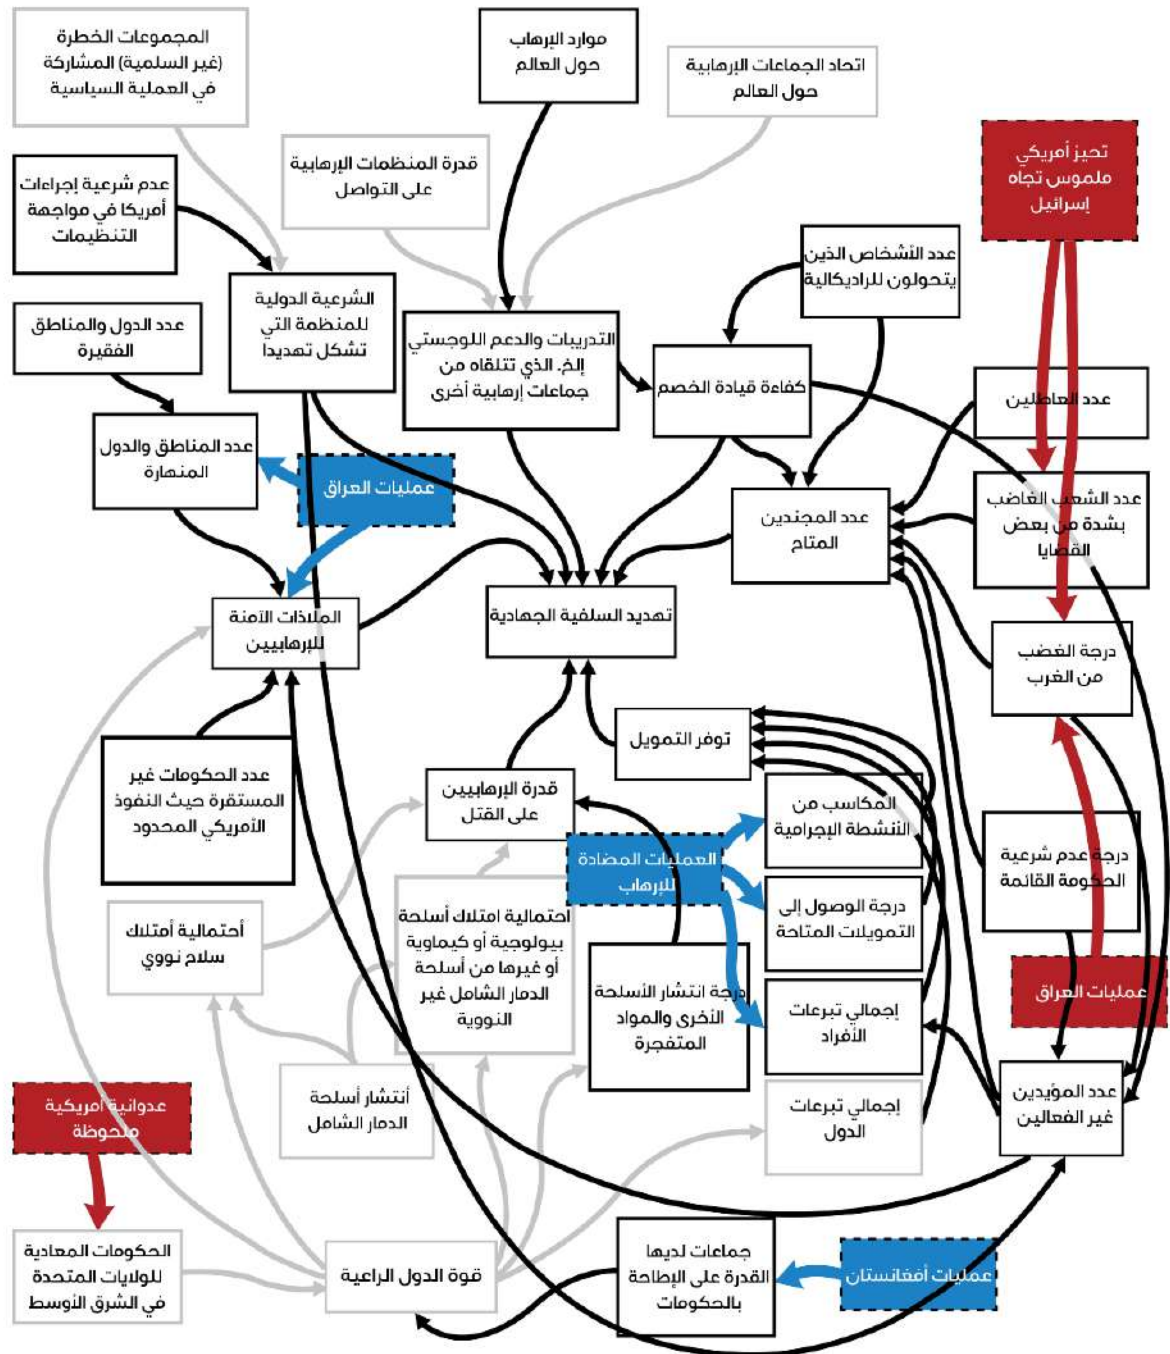 المجموعات الخطرة
(غير السلمية) المشاركة
في العملية السياسية
موارد الإرهاب
حول العالم
اتحاد الجماعات الإرهابية
حول العالم
تحيز أمريكي
ملموس تجاه
إسرائيل
عدم شرعية إجراءات
أمريكا في مواجهة
التنظيمات
قدرة المنظمات الإرهابية
على التواصل
عدد الأشخاص الذين
يتحولون للراديكالية
الشرعية الدولية
للمنظمة التي
تشكل تهديدا
عدد الدول والمناطق
الفقيرة
التدريبات والدعم اللوجستي
إلخ. الذي تتلقاه من
جماعات إرهابية أخرى
كفاءة قيادة الخصم
عدد العاطلين
عدد المناطق والدول
المنهارة
عمليات العراق
عدد المجندين
المتاح
عدد الشعب الغاضب
بشدة من بعض
القضايا
الملاذات الآمنة
للإرهابيين
تهديد السلفية الجهادية
درجة الغضب
من الغرب
توفر التمويل
عدد الحكومات غير
المستقرة حيث النفوذ
الأمريكي المحدود
قدرة الإرهابيين
على القتل
المكاسب من
الأنشطة الإجرامية
العمليات المضادة
للإرهاب
درجة عدم شرعية
الحكومة القائمة
أحتمالية أمتلاك
سلاح نووي
احتمالية امتلاك أسلحة
بيولوجية أو كيماوية
أو غيرها من أسلحة
الدمار الشامل غير
النووية
درجة الوصول إلى
التمويلات المتاحة
درجة انتشار الأسلحة
الأخرى والمواد
المتفجرة
إجمالي تبرعات
الأفراد
عمليات العراق
عدوانية أمريكية
ملحوظة
أنتشار أسلحة
الدمار الشامل
إجمالي تبرعات
الدول
عدد المؤيدين
غير الفعالين
الحكومات المعادية
للولايات المتحدة
في الشرق الأوسط
قوة الدول الراعية
جماعات لديها
القدرة على الإطاحة
بالحكومات
عمليات أفغانستان